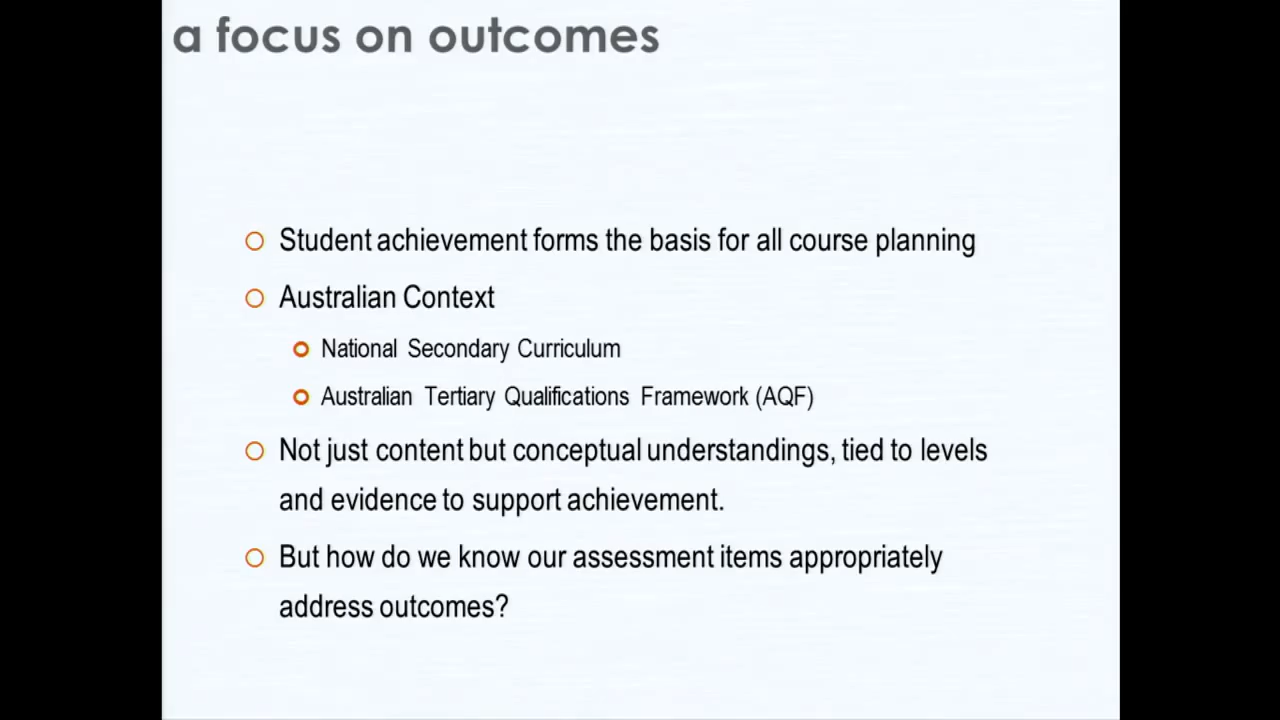 a focus on outcomes
Student achievement forms the basis for all course planning
Australian Context
National Secondary Curriculum
Australian Tertiary Qualifications Framework (AQF)
Not just content but conceptual understandings, tied to levels
and evidence to support achievement.
But how do we know our assessment items appropriately
address outcomes?